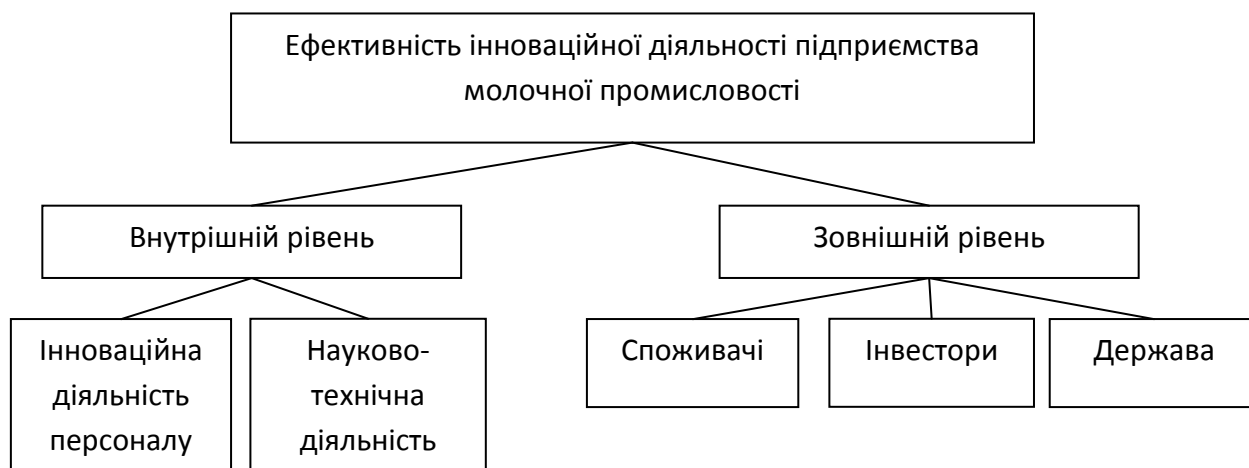 Ефективність інноваційної діяльності підприємства
молочної промисловості
Внутрішній рівень
Зовнішній рівень
Інноваційна
діяльність
персоналу
Науково-
технічна
діяльність
Споживачі
Інвестори
Держава